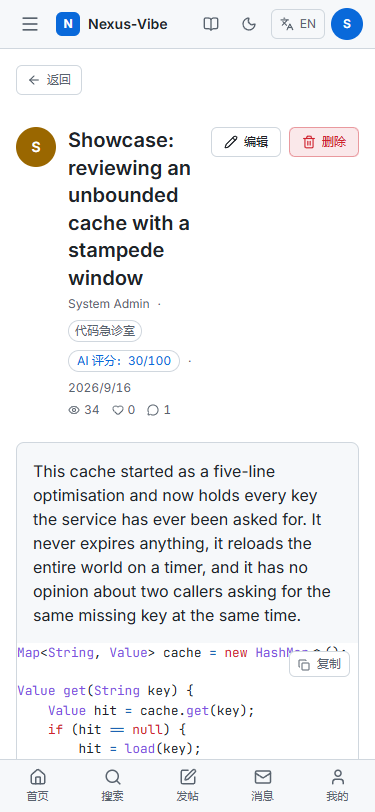 N Nexus-Vibe EN S
返回
S
Showcase:
reviewing an
unbounded
cache with a
stampede
window
编辑 删除
System Admin ·
代码急诊室
AI 评分: 30/100 ·
2026/9/16
34 0 1
This cache started as a five-line
optimisation and now holds every key
the service has ever been asked for. It
never expires anything, it reloads the
entire world on a timer, and it has no
opinion about two callers asking for the
same missing key at the same time.
Map<String, Value> cache = new
复制
Value get(String key) {
Value hit = cache.get(key);
if (hit == null) {
hit = load(key);
首页 搜索 发帖 消息 我的